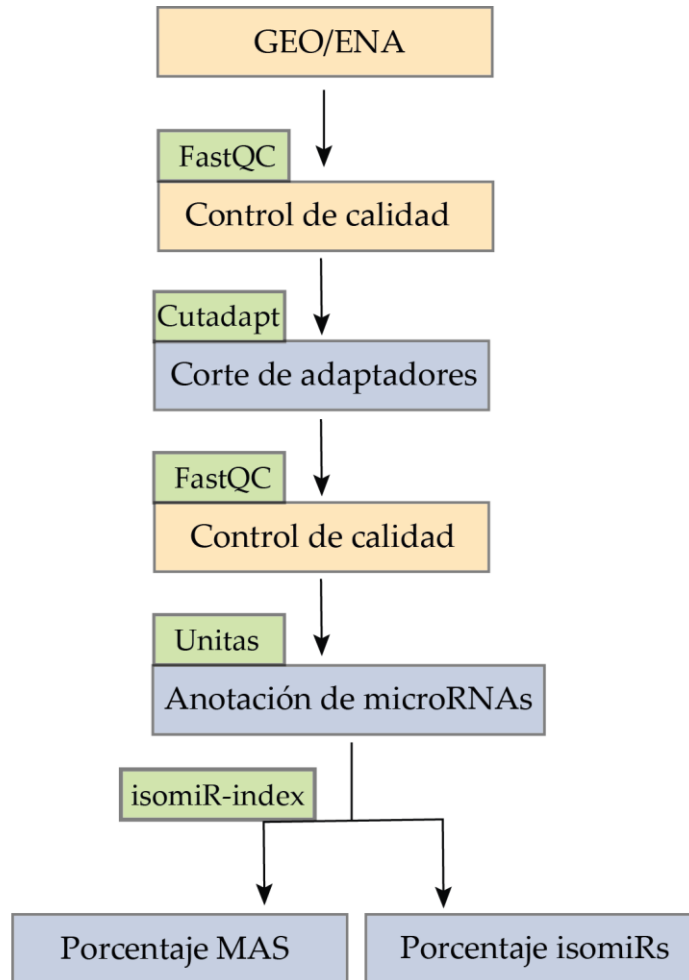 GEO/ENA
FastQC
Control de calidad
Cutadapt
Corte de adaptadores
FastQC
Control de calidad
Unitas
Anotación de microRNAs
isomiR-index
Porcentaje MAS
Porcentaje isomiRs